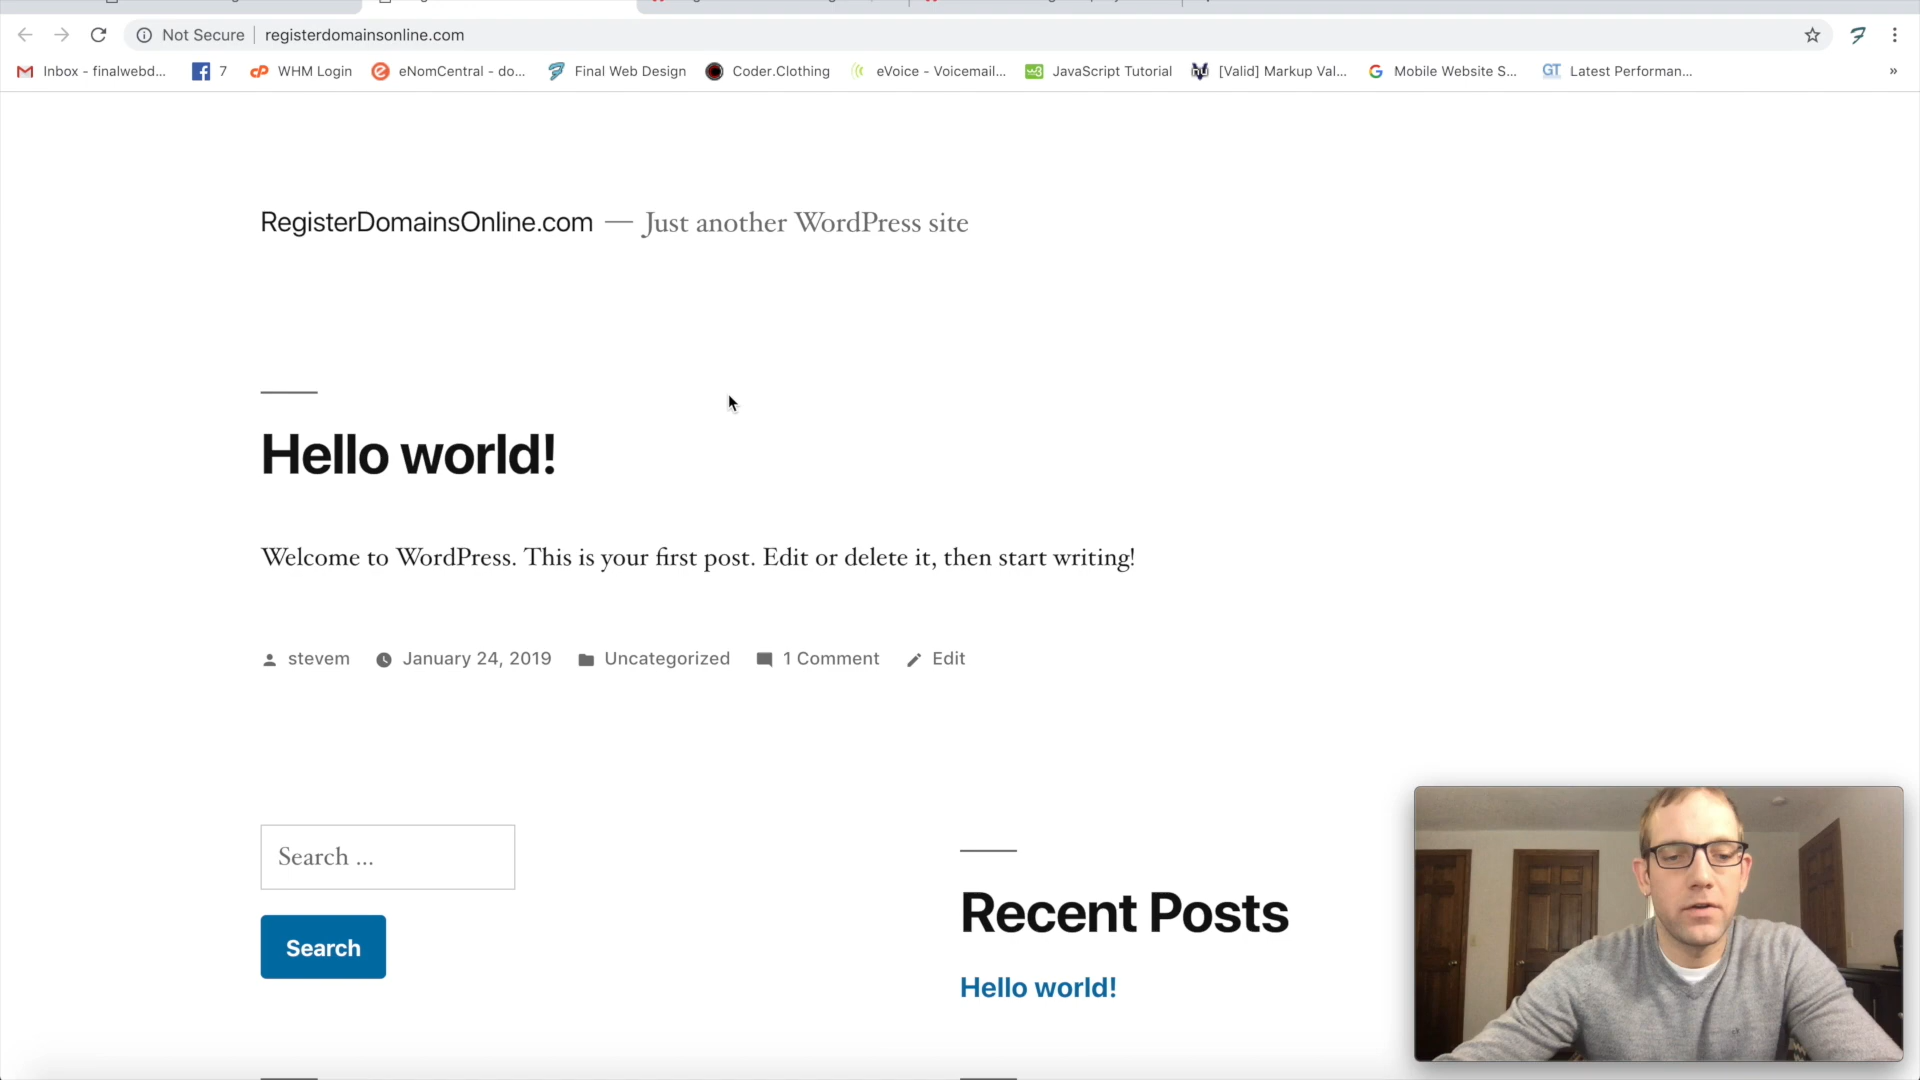 Not Secure registerdomainsonline.com
Inbox - finalwebd... 7 WHM Login eNomCentral - do... Final Web Design Coder.Clothing eVoice - Voicemail... JavaScript Tutorial [Valid] Markup Val... Mobile Website S... GT Latest Performan... »
RegisterDomainsOnline.com — Just another WordPress site
Hello world!
Welcome to WordPress. This is your first post. Edit or delete it, then start writing!
stevem January 24, 2019 Uncategorized 1 Comment Edit
Search ...
Search
Recent Posts
Hello world!